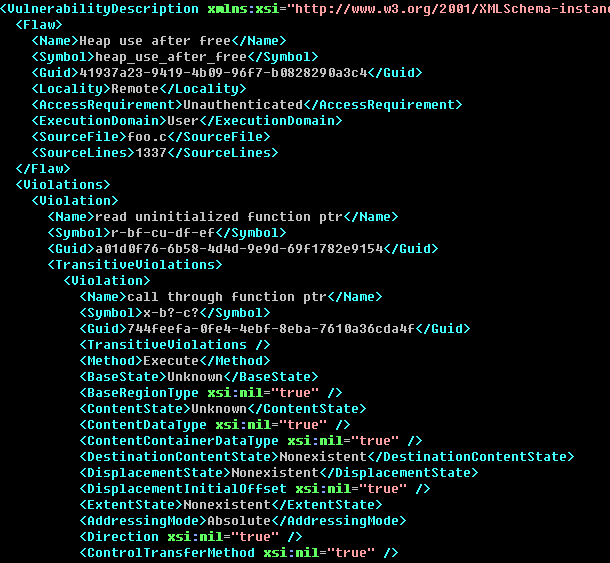 <VulnerabilityDescription xmlns:xsi="http://www.w3.org/2001/XMLSchema-instan
<Flaw>
<Name>Heap use after free</Name>
<Symbol>heap_use_after_free</Symbol>
<Guid>41937a23-9419-4b09-96f7-b0828290a3c4</Guid>
<Locality>Remote</Locality>
<AccessRequirement>Unauthenticated</AccessRequirement>
<ExecutionDomain>User</ExecutionDomain>
<SourceFile>foo.c</SourceFile>
<SourceLines>1337</SourceLines>
</Flaw>
<Violations>
<Violation>
<Name>read uninitialized function ptr</Name>
<Symbol>r-bf-cu-df-ef</Symbol>
<Guid>a01d0f76-6b58-4d4d-9e9d-69f1782e9154</Guid>
<TransitiveViolations>
<Violation>
<Name>call through function ptr</Name>
<Symbol>x-b?-c?</Symbol>
<Guid>744feefa-0fe4-4ebf-8eba-7610a36cda4f</Guid>
<TransitiveViolations />
<Method>Execute</Method>
<BaseState>Unknown</BaseState>
<BaseRegionType xsi:nil="true" />
<ContentState>Unknown</ContentState>
<ContentDataType xsi:nil="true" />
<ContentContainerDataType xsi:nil="true" />
<DestinationContentState>Nonexistent</DestinationContentState>
<DisplacementState>Nonexistent</DisplacementState>
<DisplacementInitialOffset xsi:nil="true" />
<ExtentState>Nonexistent</ExtentState>
<AddressingMode>Absolute</AddressingMode>
<Direction xsi:nil="true" />
<ControlTransferMethod xsi:nil="true" />